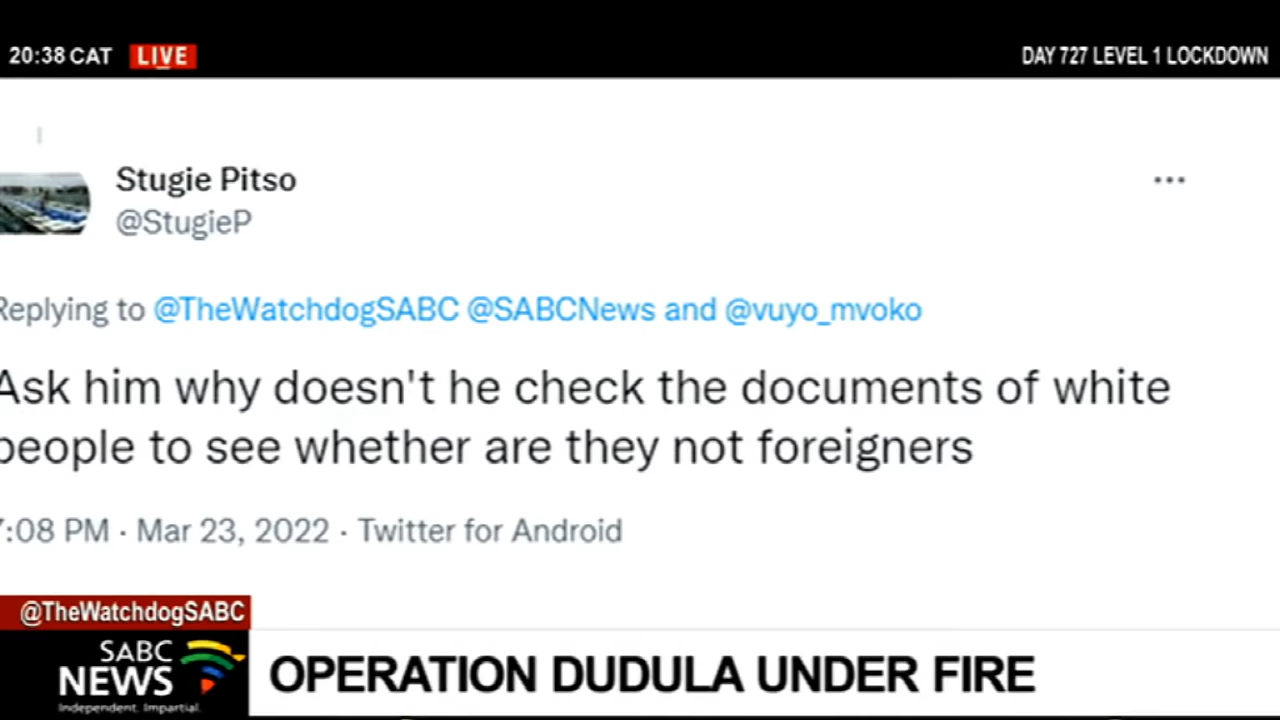 20:38 CAT LIVE DAY 727 LEVEL 1 LOCKDOWN
Stugie Pitso
@StugieP
Replying to @TheWatchdogSABC @SABCNews and @vuyo_mvoko
Ask him why doesn't he check the documents of white
people to see whether are they not foreigners
7:08 PM · Mar 23, 2022 · Twitter for Android
@TheWatchdogSABC
SABC
NEWS
Independent. Impartial.
OPERATION DUDULA UNDER FIRE